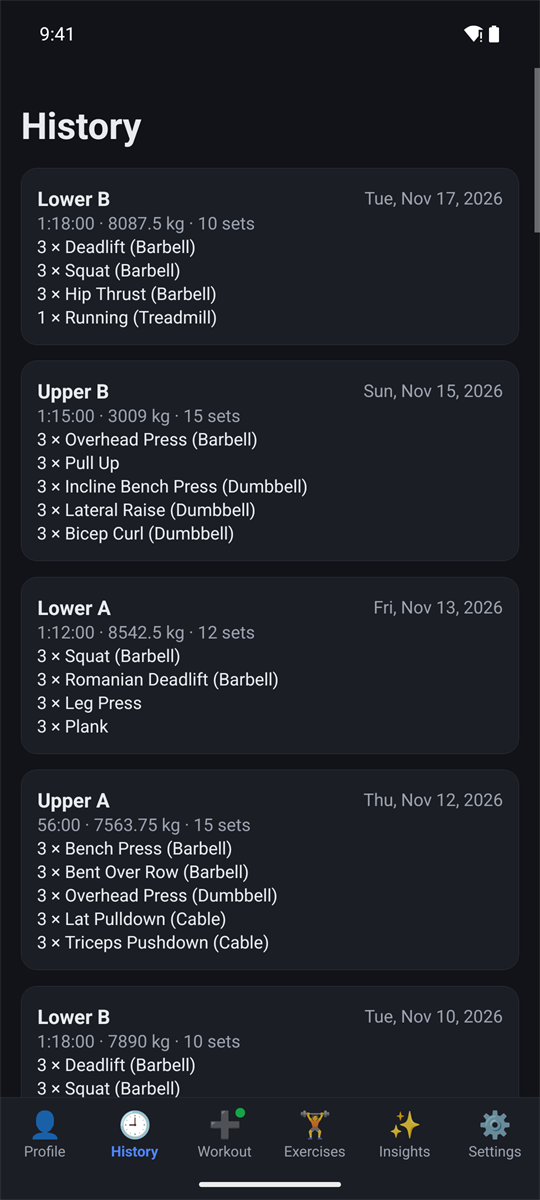 9:41
History
Lower B Tue, Nov 17, 2026
1:18:00 · 8087.5 kg · 10 sets
3 × Deadlift (Barbell)
3 × Squat (Barbell)
3 × Hip Thrust (Barbell)
1 × Running (Treadmill)
Upper B Sun, Nov 15, 2026
1:15:00 · 3009 kg · 15 sets
3 × Overhead Press (Barbell)
3 × Pull Up
3 × Incline Bench Press (Dumbbell)
3 × Lateral Raise (Dumbbell)
3 × Bicep Curl (Dumbbell)
Lower A Fri, Nov 13, 2026
1:12:00 · 8542.5 kg · 12 sets
3 × Squat (Barbell)
3 × Romanian Deadlift (Barbell)
3 × Leg Press
3 × Plank
Upper A Thu, Nov 12, 2026
56:00 · 7563.75 kg · 15 sets
3 × Bench Press (Barbell)
3 × Bent Over Row (Barbell)
3 × Overhead Press (Dumbbell)
3 × Lat Pulldown (Cable)
3 × Triceps Pushdown (Cable)
Lower B Tue, Nov 10, 2026
1:18:00 · 7890 kg · 10 sets
3 × Deadlift (Barbell)
3 × Squat (Barbell)
Profile History Workout Exercises Insights Settings